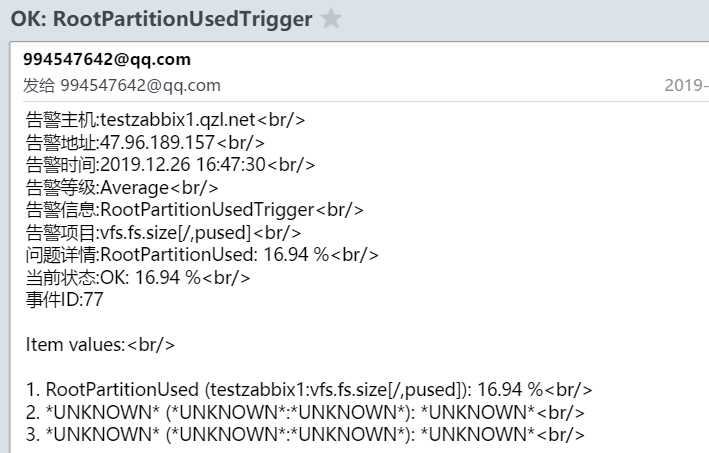 OK: RootPartitionUsedTrigger
994547642@qq.com
发给 994547642@qq.com 2019-
告警主机:testzabbix1.qzl.net<br/>
告警地址:47.96.189.157<br/>
告警时间:2019.12.26 16:47:30<br/>
告警等级:Average<br/>
告警信息:RootPartitionUsedTrigger<br/>
告警项目:vfs.fs.size[/,pused]<br/>
问题详情:RootPartitionUsed: 16.94 %<br/>
当前状态:OK: 16.94 %<br/>
事件ID:77
Item values:<br/>
1. RootPartitionUsed (testzabbix1:vfs.fs.size[/,pused]): 16.94 %<br/>
2. *UNKNOWN* (*UNKNOWN*:*UNKNOWN*): *UNKNOWN*<br/>
3. *UNKNOWN* (*UNKNOWN*:*UNKNOWN*): *UNKNOWN*<br/>